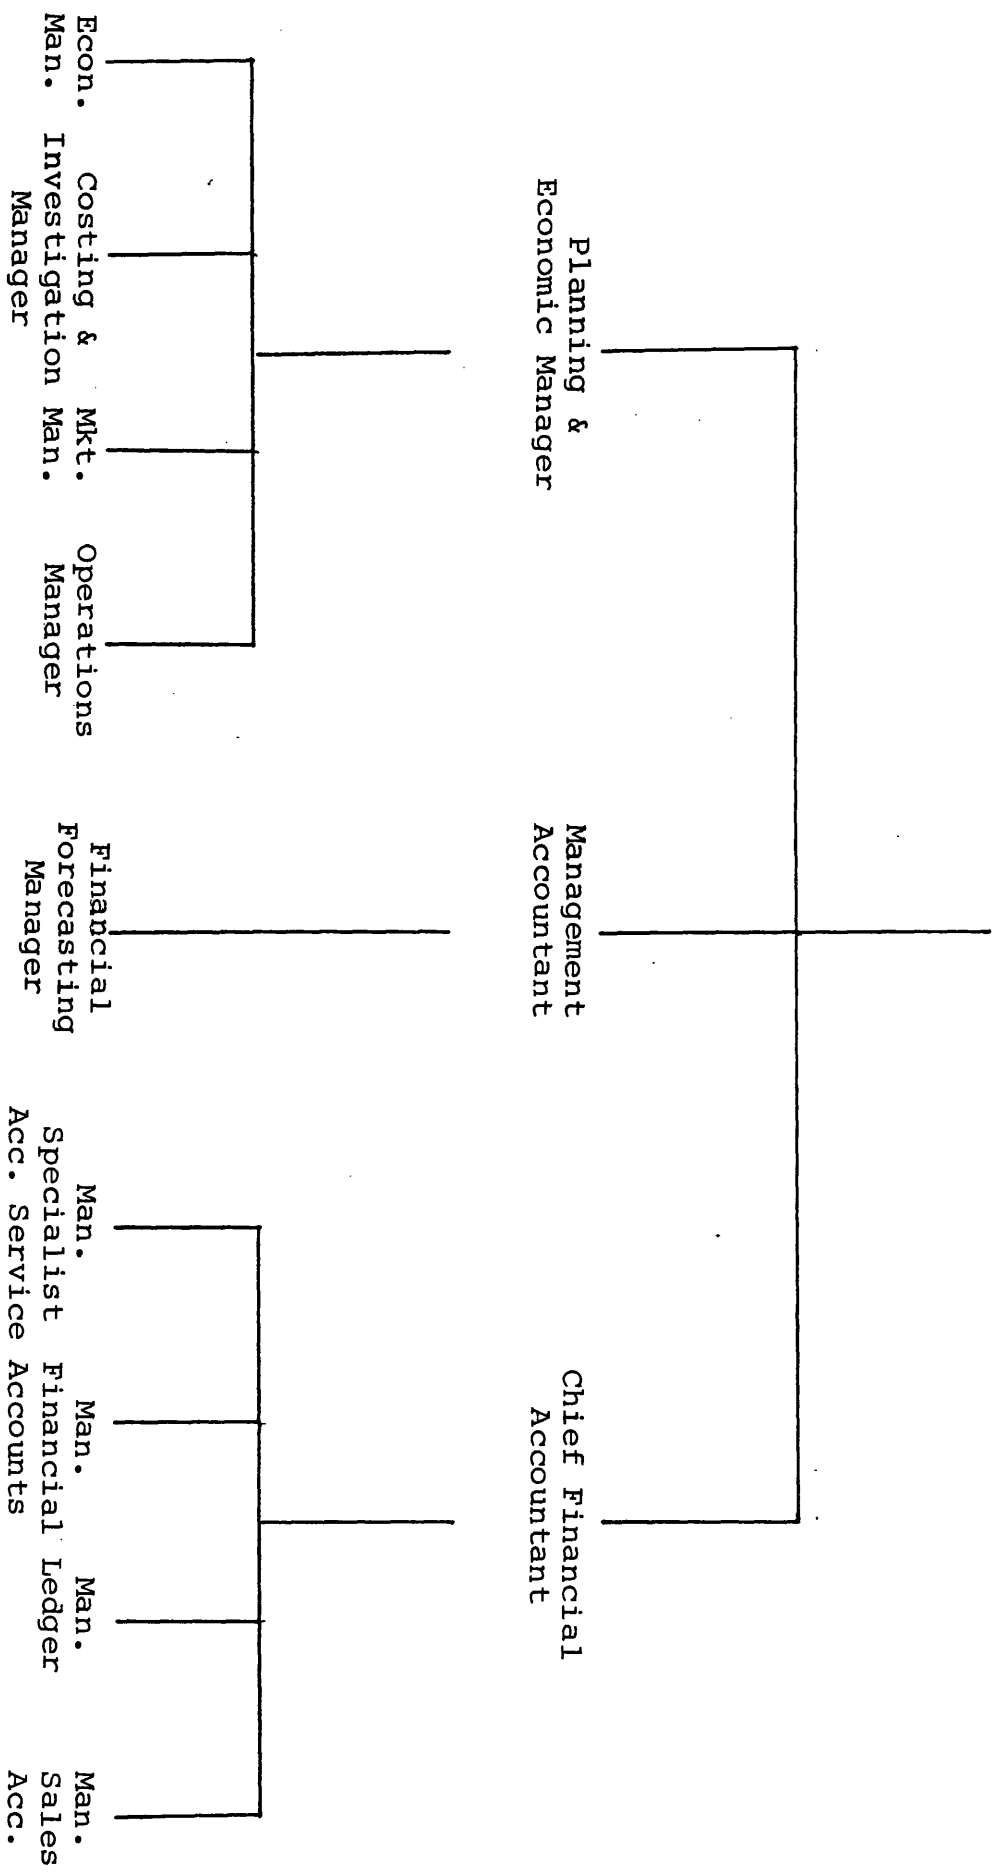 Planning &
Economic Manager
Management
Accountant
Chief Financial
Accountant
Econ.
Man.
Costing &
Investigation
Manager
Mkt.
Man.
Operations
Manager
Financial
Forecasting
Manager
Man.
Specialist
Acc. Service
Man.
Financial
Accounts
Man.
Ledger
Man.
Sales
Acc.